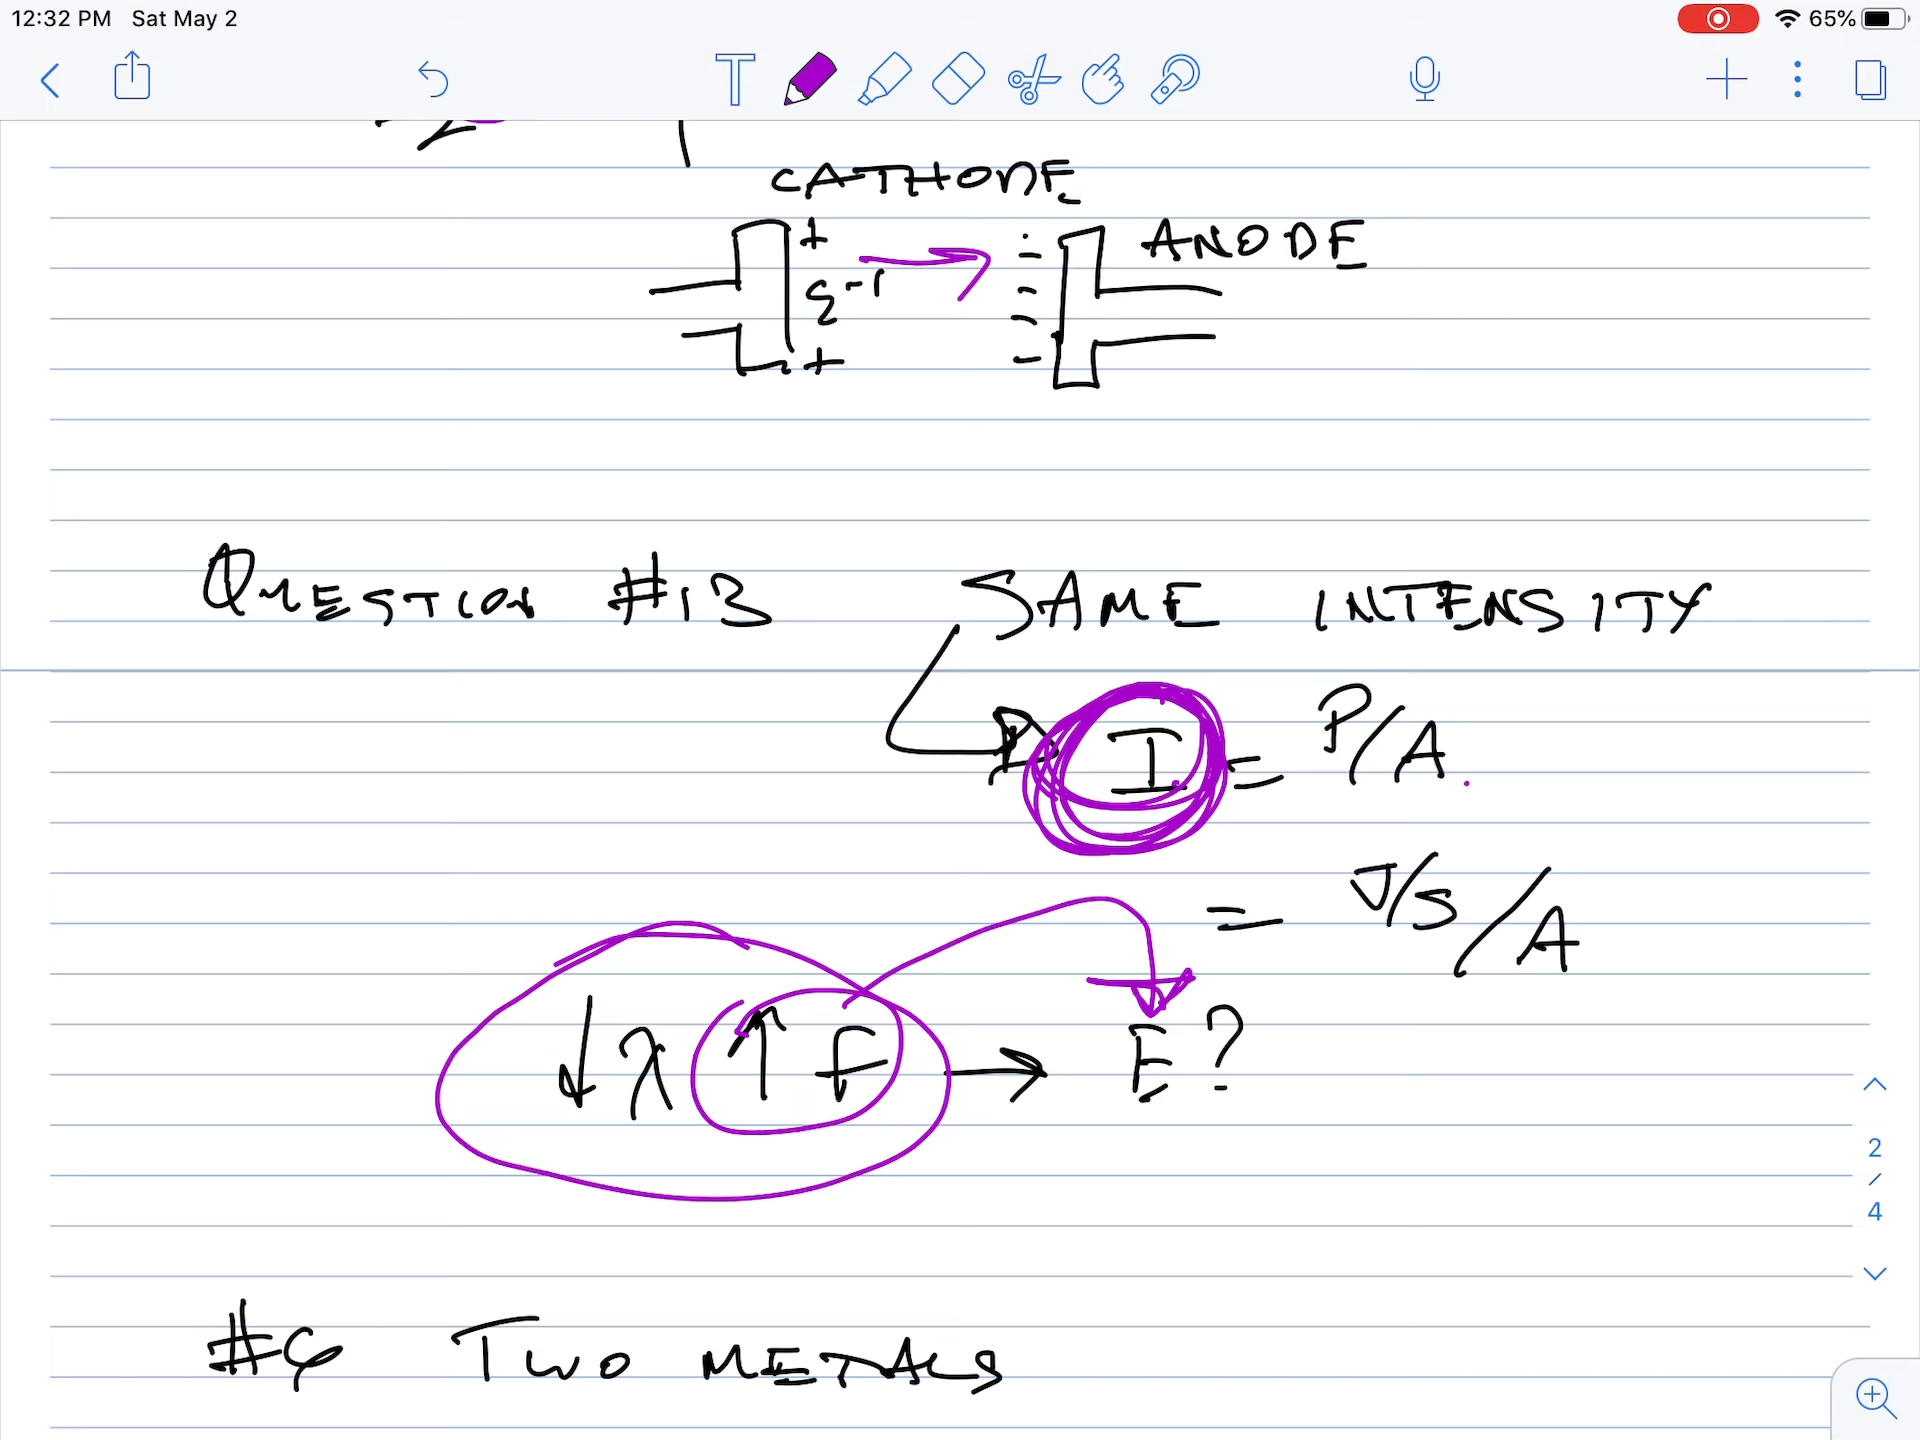 12:32 PM Sat May 2 65%
T
CATHODE
+ - ANODE
-
-
+ -
QUESTION #13 SAME INTENSITY
I = P/A
= J/S/A
↓ λ ↑ F → E?
2
/
4
#6 TWO METALS